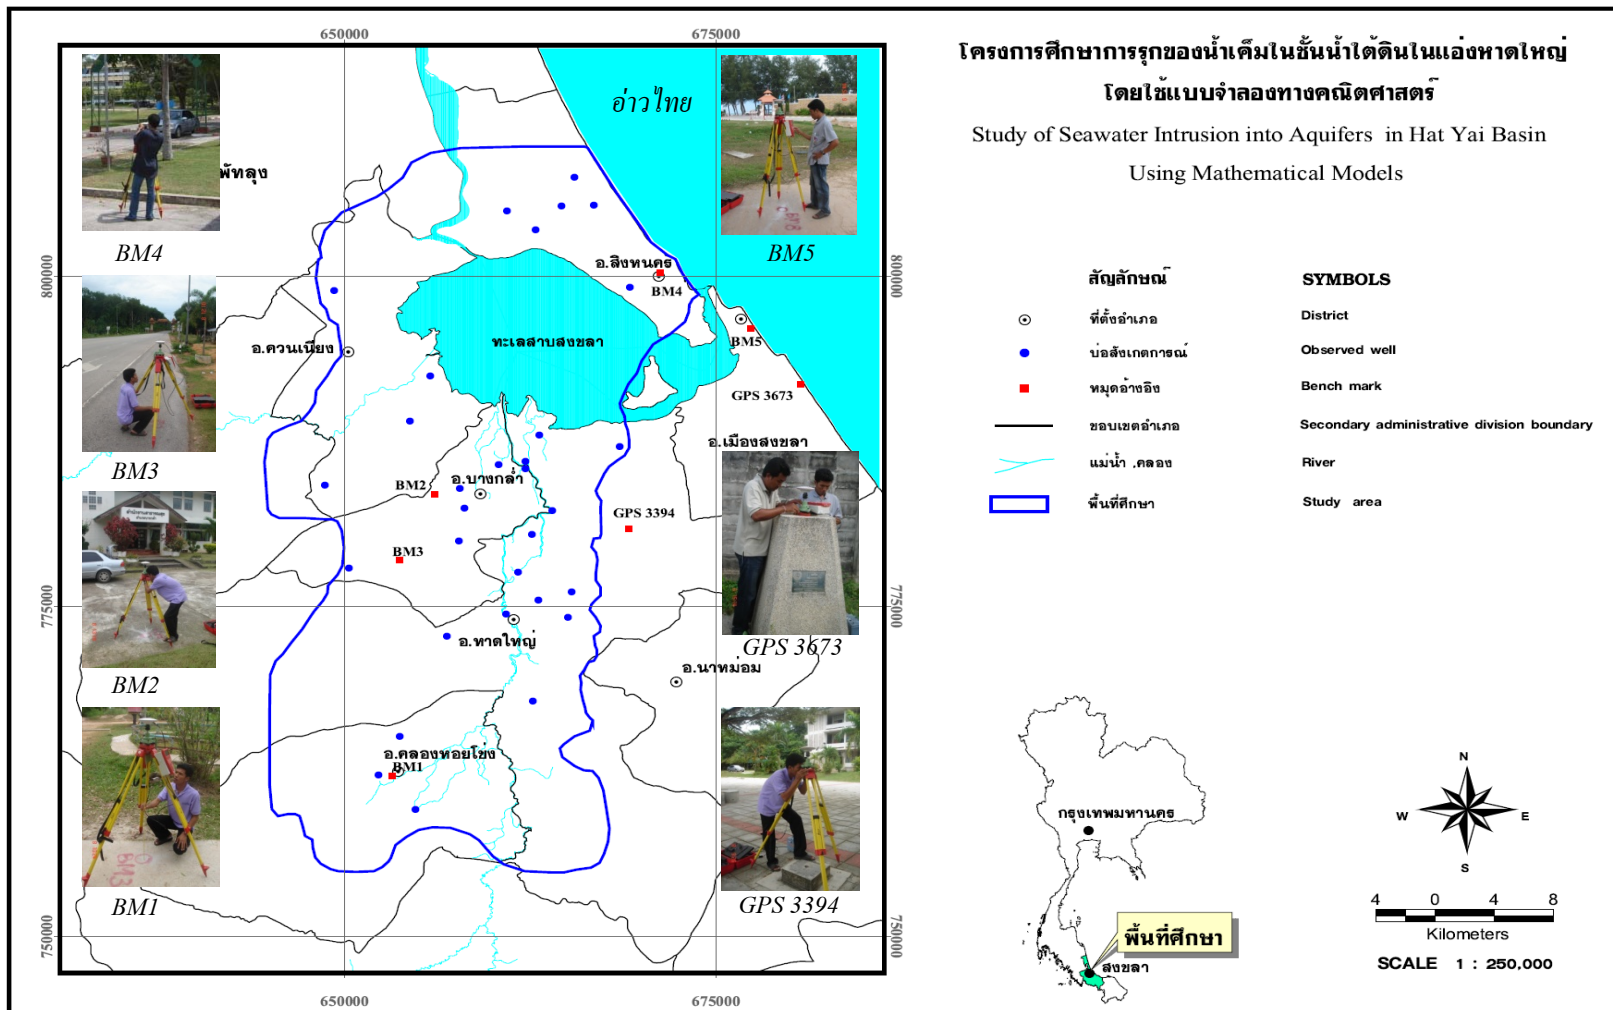 650000
675000
อ่าวไทย
พัทลุง
BM4
BM5
800000
800000
อ.สิงหนคร
BM4
BM5
อ.ควนเนียง
ทะเลสาบสงขลา
GPS 3673
อ.เมืองสงขลา
BM3
BM2
อ.บางกล่ำ
GPS 3394
BM3
775000
775000
อ.หาดใหญ่
GPS 3673
อ.นาหม่อม
BM2
อ.คลองหอยโข่ง
BM1
BM3
BM1
GPS 3394
750000
750000
650000
675000
โครงการศึกษาการรุกของน้ำเค็มในชั้นน้ำใต้ดินในแอ่งหาดใหญ่
โดยใช้แบบจำลองทางคณิตศาสตร์
Study of Seawater Intrusion into Aquifers in Hat Yai Basin
Using Mathematical Models
สัญลักษณ์ SYMBOLS
ที่ตั้งอำเภอ District
บ่อสังเกตการณ์ Observed well
หมุดอ้างอิง Bench mark
ขอบเขตอำเภอ Secondary administrative division boundary
แม่น้ำ ,คลอง River
พื้นที่ศึกษา Study area
กรุงเทพมหานคร
พื้นที่ศึกษา
สงขลา
N
W E
S
4 0 4 8
Kilometers
SCALE 1 : 250,000